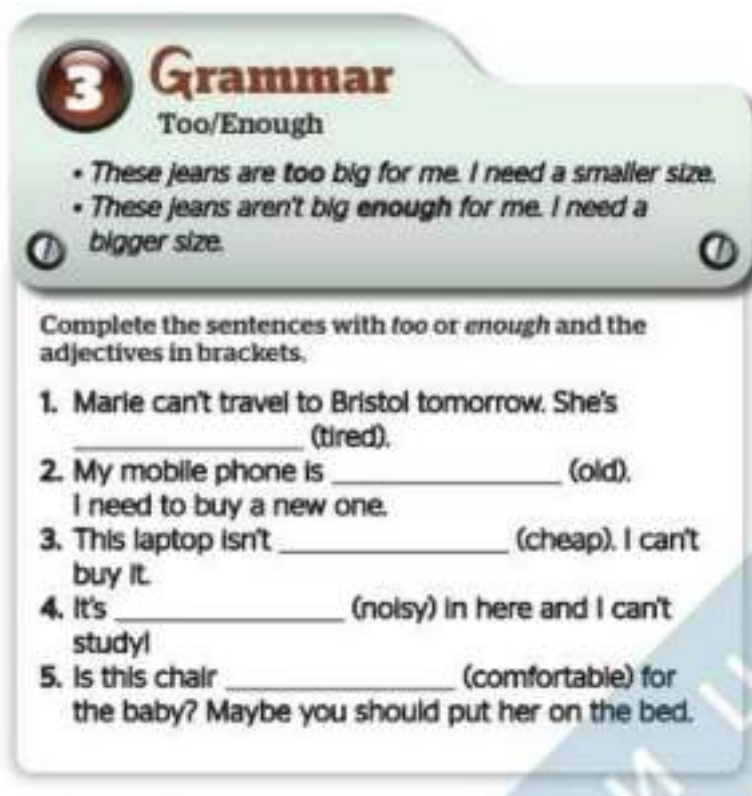 3 Grammar
Too/Enough
• These jeans are too big for me. I need a smaller size.
• These jeans aren't big enough for me. I need a
bigger size.
Complete the sentences with too or enough and the
adjectives in brackets.
1. Marie can't travel to Bristol tomorrow. She's
_______________ (tired).
2. My mobile phone is _______________ (old).
I need to buy a new one.
3. This laptop isn't _______________ (cheap). I can't
buy it.
4. It's _______________ (noisy) in here and I can't
study!
5. Is this chair _______________ (comfortable) for
the baby? Maybe you should put her on the bed.